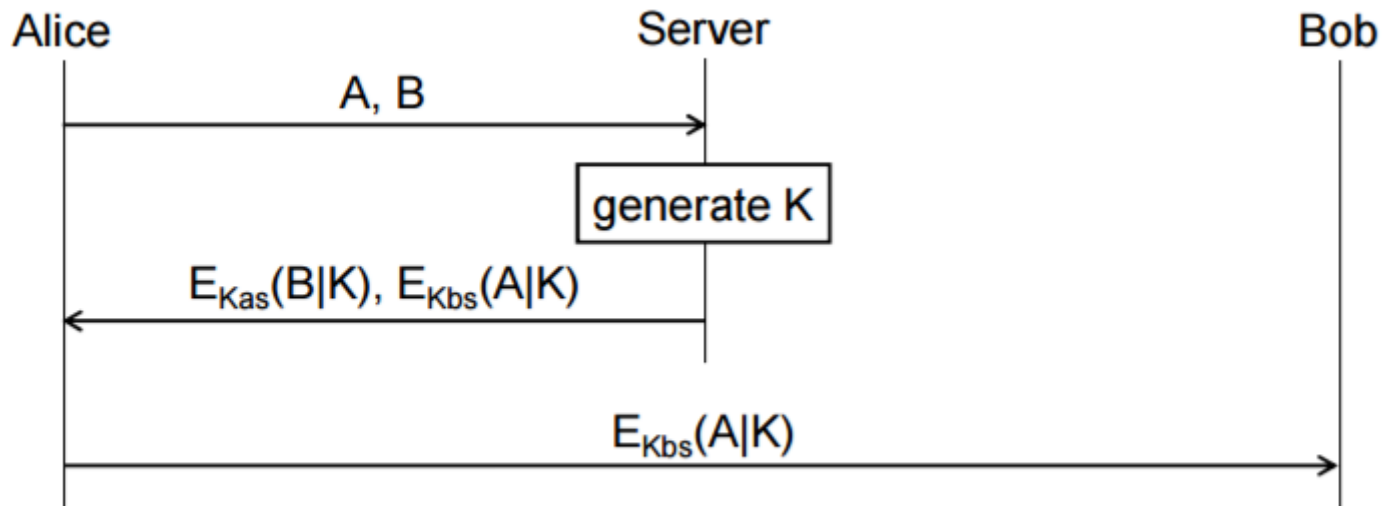 Alice
Server
Bob
A, B
generate K
E_Kas(B|K), E_Kbs(A|K)
E_Kbs(A|K)